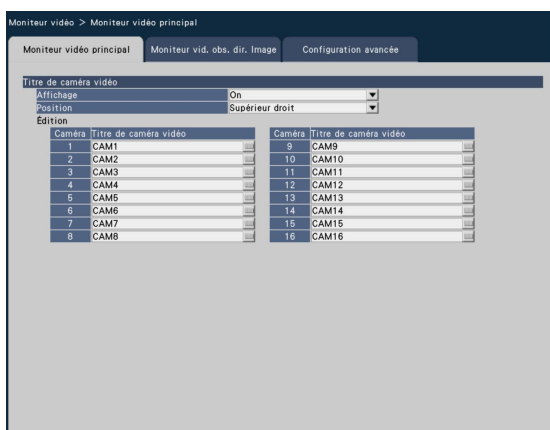 Moniteur vidéo > Moniteur vidéo principal
Moniteur vidéo principal Moniteur vid. obs. dir. Image Configuration avancée
Titre de caméra vidéo
Affichage On
Position Supérieur droit
Édition
Caméra Titre de caméra vidéo Caméra Titre de caméra vidéo
1 CAM1 9 CAM9
2 CAM2 10 CAM10
3 CAM3 11 CAM11
4 CAM4 12 CAM12
5 CAM5 13 CAM13
6 CAM6 14 CAM14
7 CAM7 15 CAM15
8 CAM8 16 CAM16